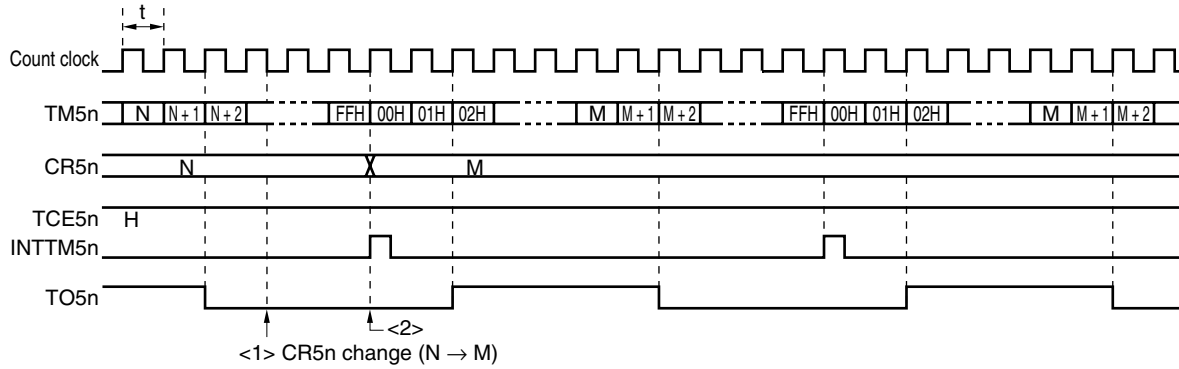 t
Count clock
TM5n N N + 1 N + 2 FFH 00H 01H 02H M M + 1 M + 2 FFH 00H 01H 02H M M + 1 M + 2
CR5n N M
TCE5n H
INTTM5n
TO5n
<2>
<1> CR5n change (N → M)